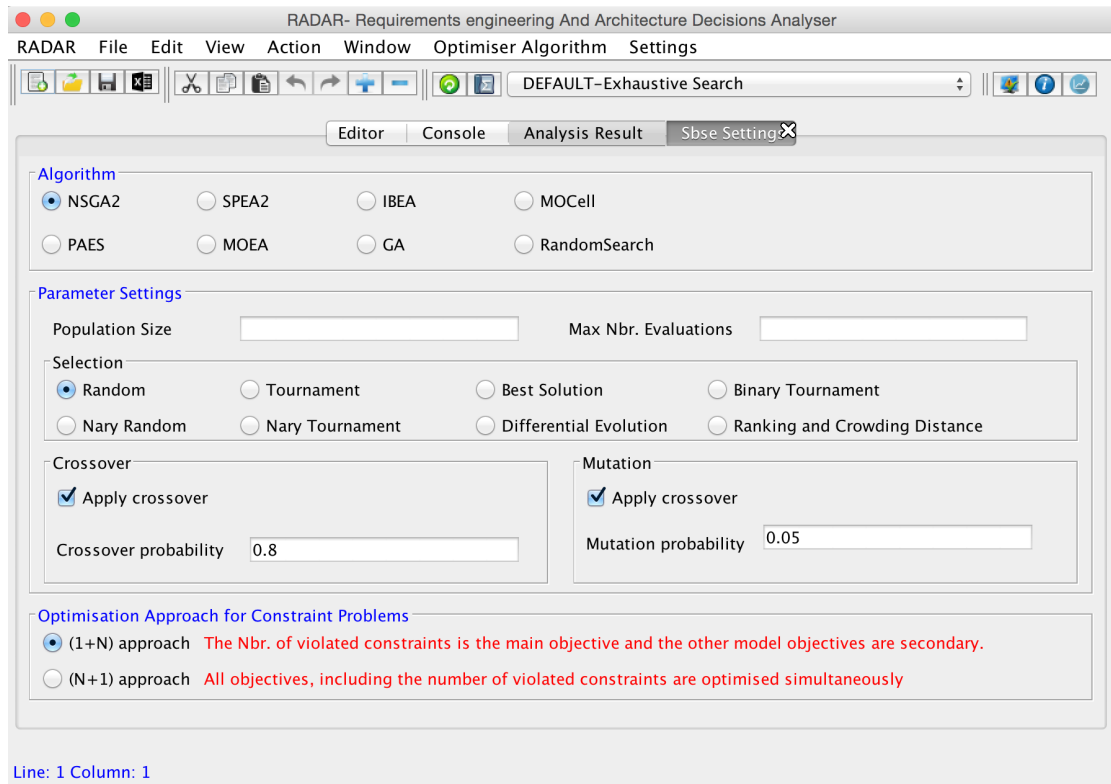 RADAR- Requirements engineering And Architecture Decisions Analyser
RADAR File Edit View Action Window Optimiser Algorithm Settings
DEFAULT-Exhaustive Search
Editor Console Analysis Result Sbse Setting
Algorithm
NSGA2 SPEA2 IBEA MOCell
PAES MOEA GA RandomSearch
Parameter Settings
Population Size Max Nbr. Evaluations
Selection
Random Tournament Best Solution Binary Tournament
Nary Random Nary Tournament Differential Evolution Ranking and Crowding Distance
Crossover Mutation
Apply crossover Apply crossover
Crossover probability 0.8 Mutation probability 0.05
Optimisation Approach for Constraint Problems
(1+N) approach The Nbr. of violated constraints is the main objective and the other model objectives are secondary.
(N+1) approach All objectives, including the number of violated constraints are optimised simultaneously
Line: 1 Column: 1